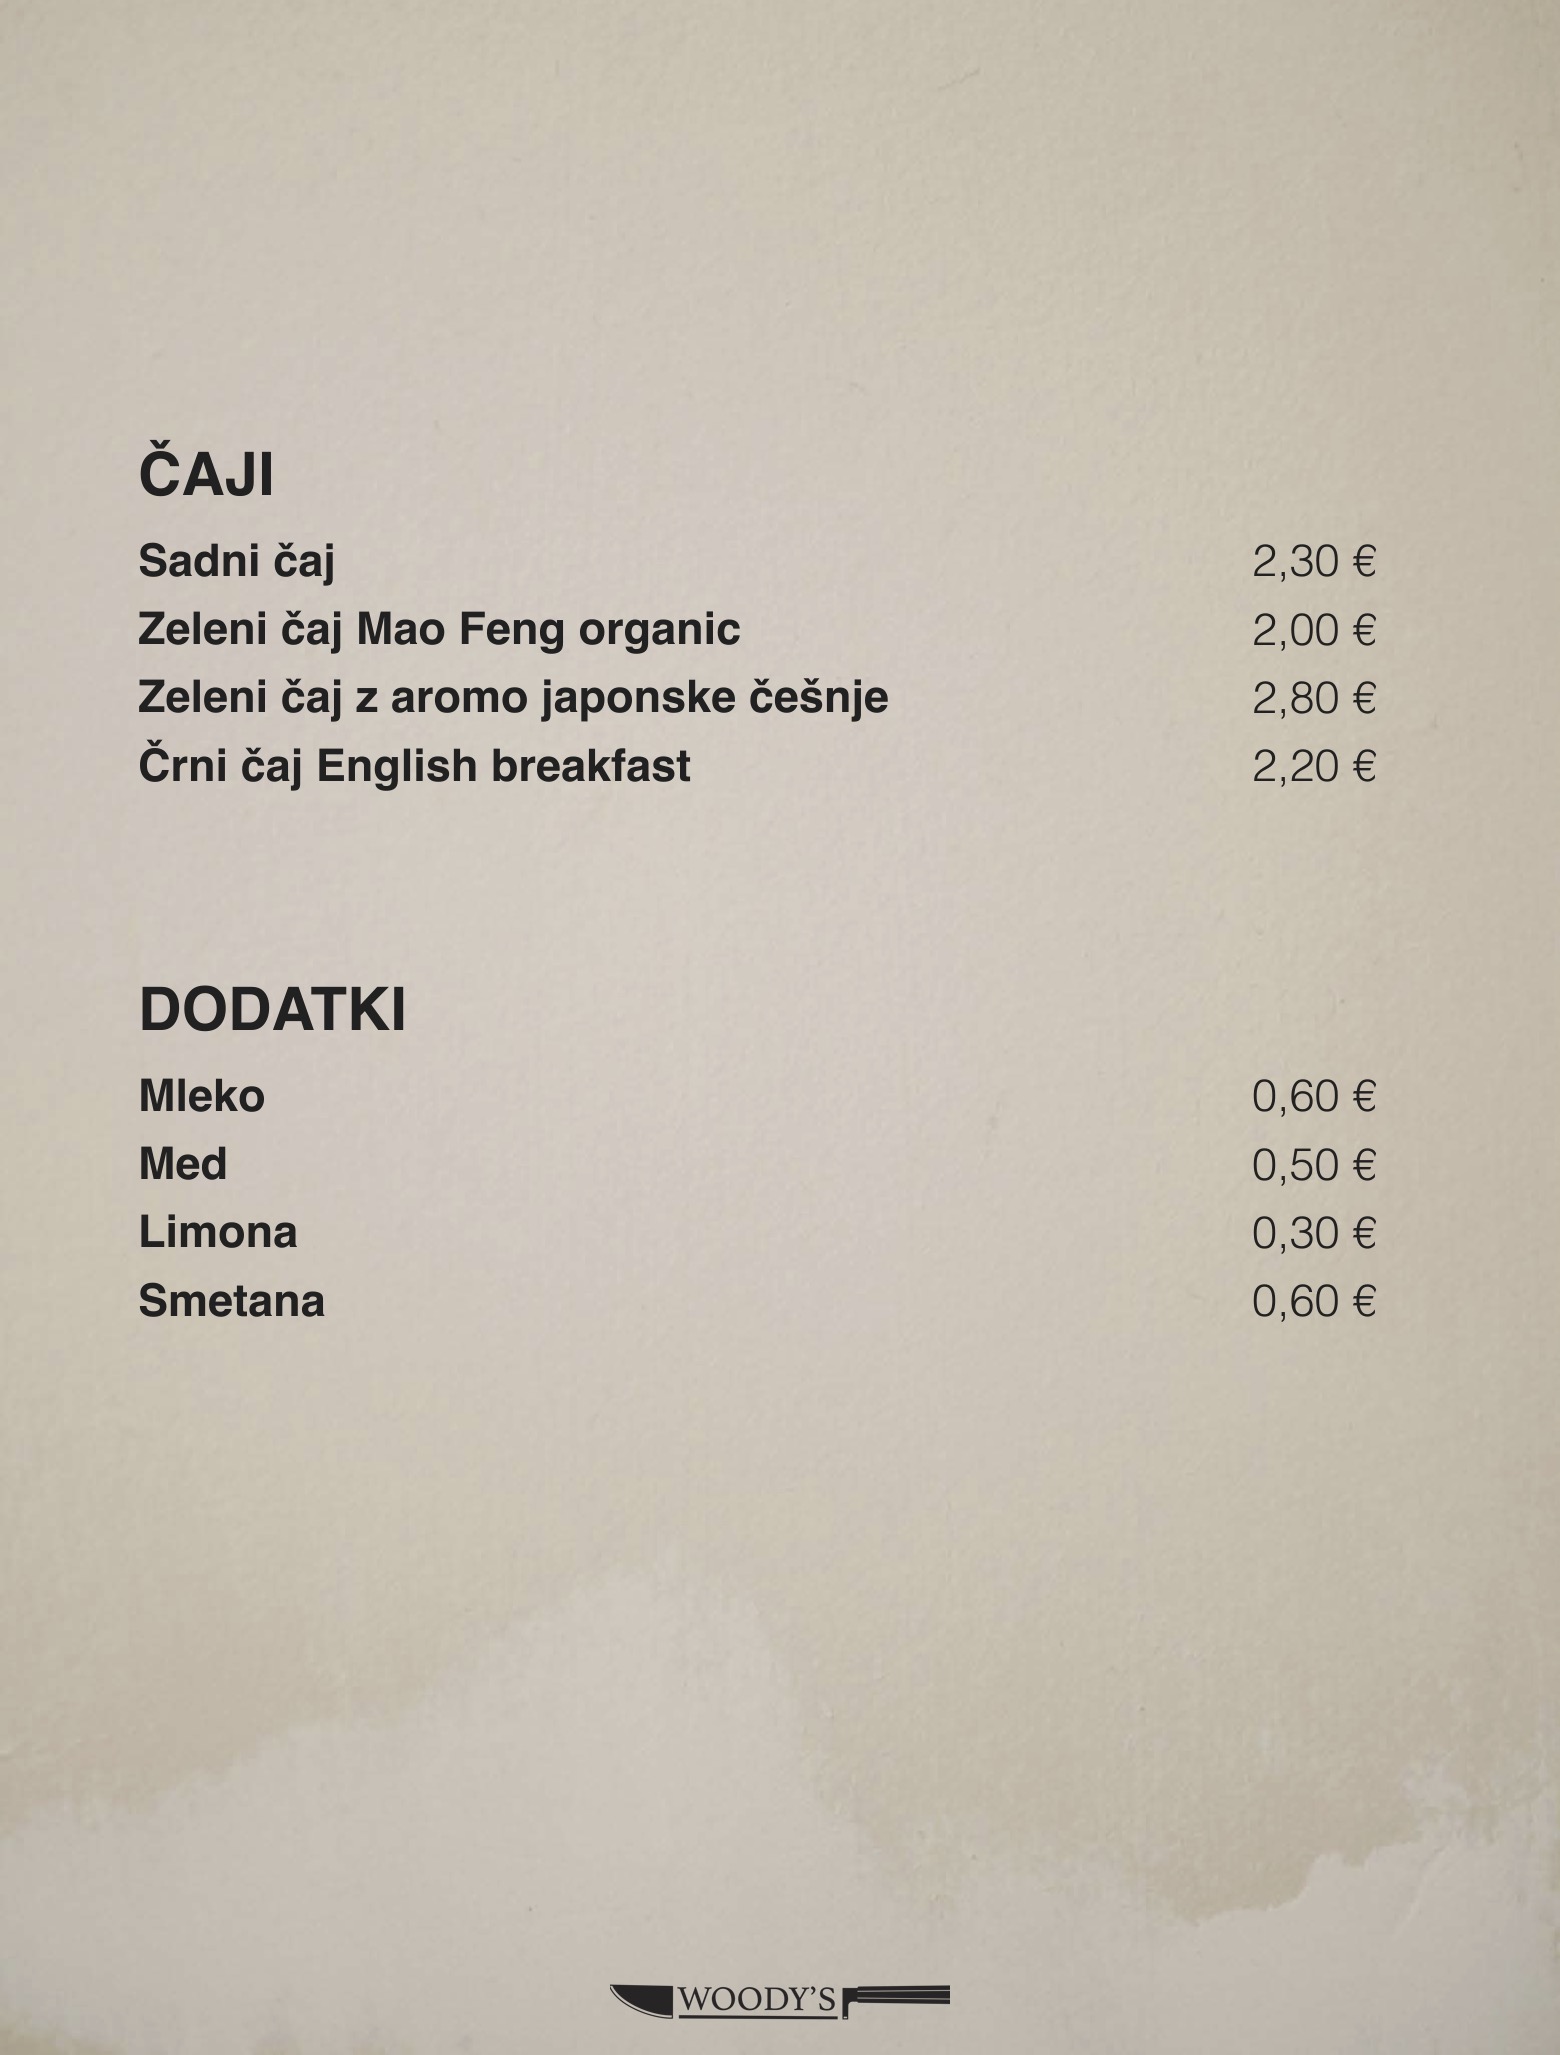 ČAJI
Sadni čaj 2,30 €
Zeleni čaj Mao Feng organic 2,00 €
Zeleni čaj z aromo japonske češnje 2,80 €
Črni čaj English breakfast 2,20 €
DODATKI
Mleko 0,60 €
Med 0,50 €
Limona 0,30 €
Smetana 0,60 €
WOODY'S